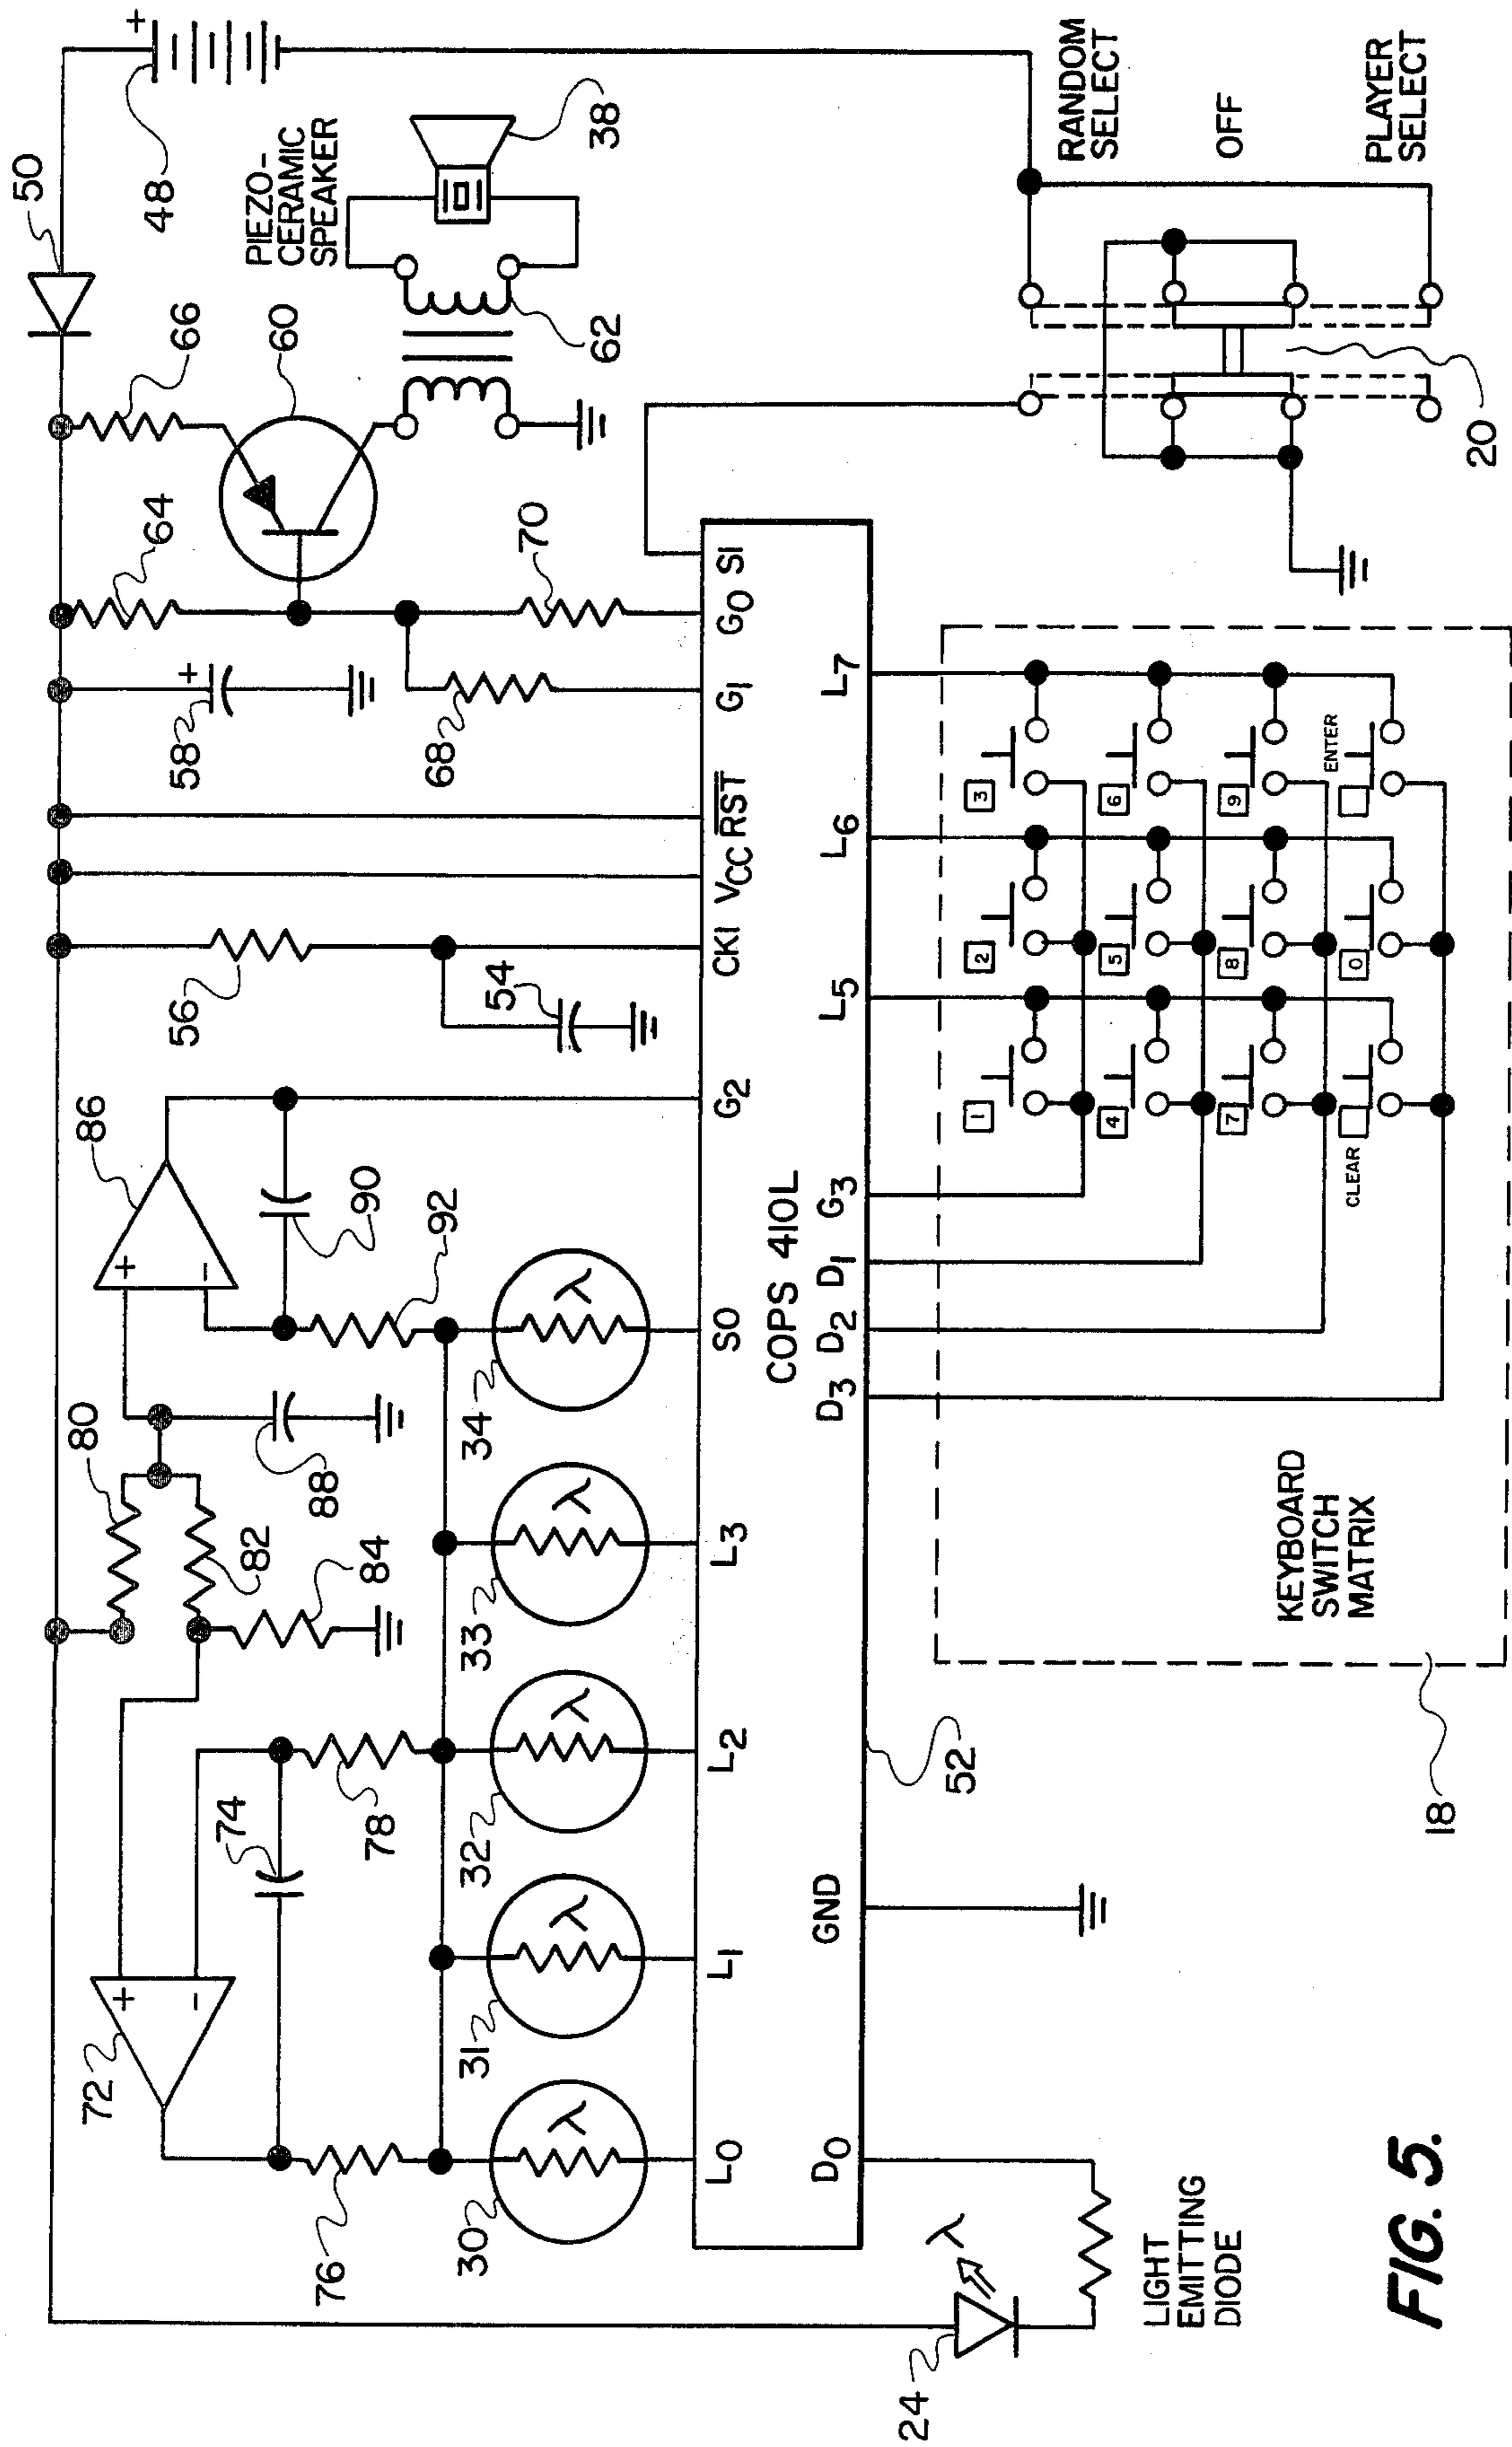 50
48
+
66
60
64
PIEZO-
CERAMIC
SPEAKER
38
62
58
+
68
70
56
54
86
+
-
90
92
80
82
84
88
72
+
-
74
78
76
30
31
32
33
34
λ
λ
λ
λ
λ
L0
L1
L2
L3
SO
G2
CKI
VCC
RST
G1
G0
SI
COPS 410L
D0
GND
D3
D2
D1
G3
L5
L6
L7
52
24
λ
LIGHT
EMITTING
DIODE
1
2
3
4
5
6
7
8
9
CLEAR
0
ENTER
KEYBOARD
SWITCH
MATRIX
18
RANDOM
SELECT
OFF
PLAYER
SELECT
20
FIG. 5.